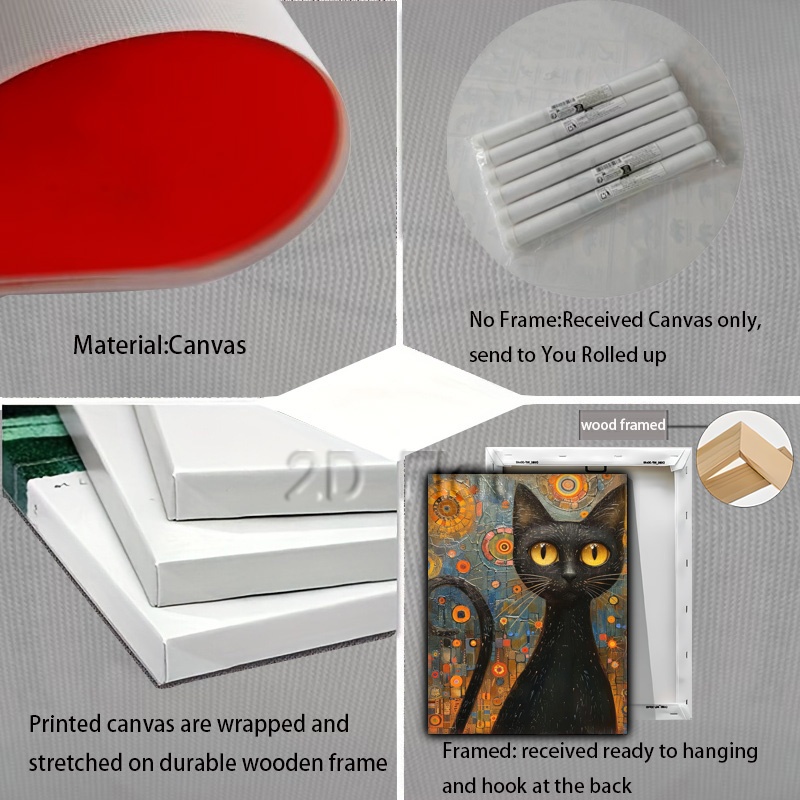 Material:Canvas
No Frame:Received Canvas only,
send to You Rolled up
2D
wood framed
Printed canvas are wrapped and
stretched on durable wooden frame
Framed: received ready to hanging
and hook at the back